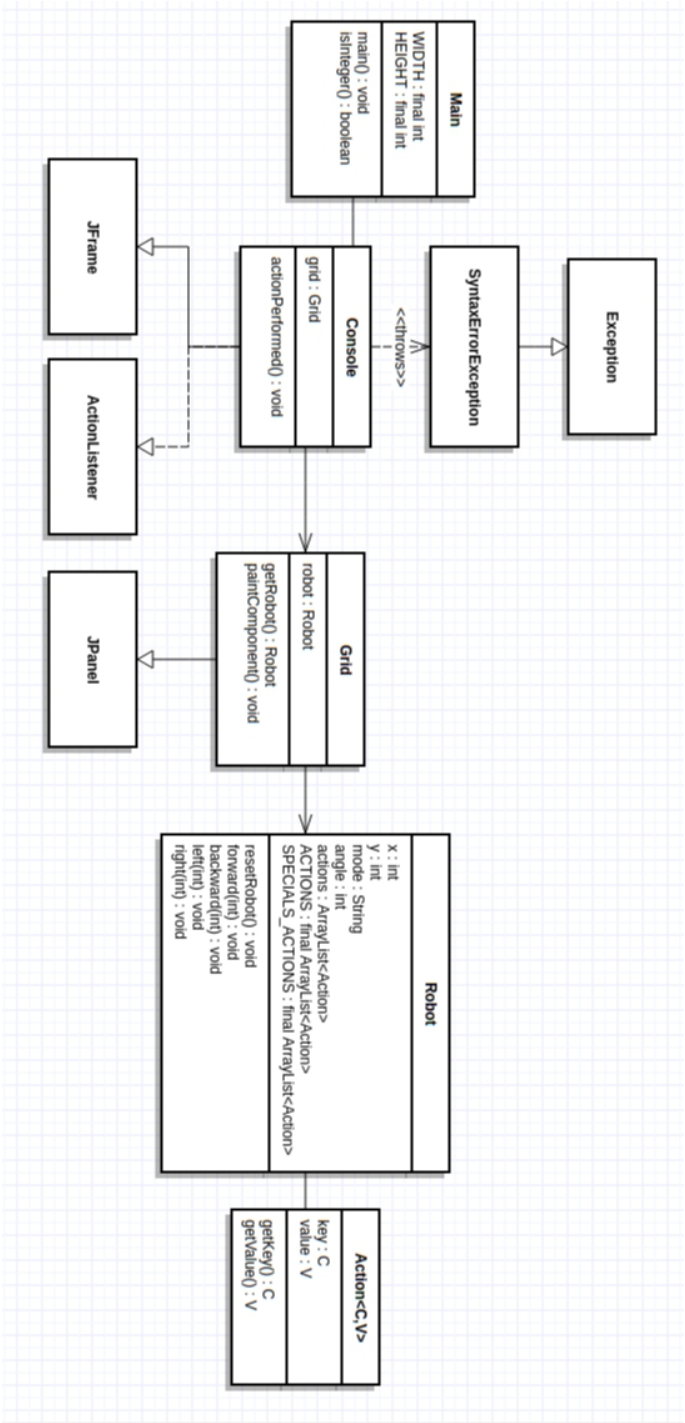 Main
WIDTH : final int
HEIGHT : final int
main() : void
isInteger() : boolean
Exception
SyntaxErrorException
<<throws>>
Console
grid : Grid
actionPerformed() : void
JFrame
ActionListener
Grid
robot : Robot
getRobot() : Robot
paintComponent() : void
JPanel
Robot
x : int
y : int
mode : String
angle : int
actions : ArrayList<Action>
ACTIONS : final ArrayList<Action>
SPECIALS_ACTIONS : final ArrayList<Action>
resetRobot() : void
forward(int) : void
backward(int) : void
left(int) : void
right(int) : void
Action<C,V>
key : C
value : V
getKey() : C
getValue() : V